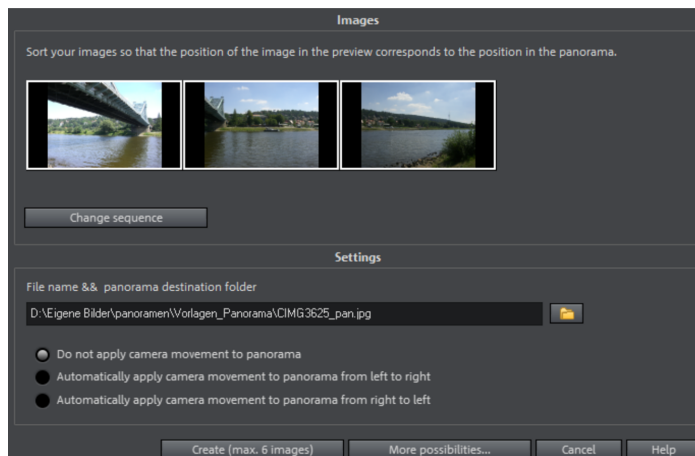 Images
Sort your images so that the position of the image in the preview corresponds to the position in the panorama.
Change sequence
Settings
File name && panorama destination folder
D:\Eigene Bilder\panoramen\Vorlagen_Panorama\CIMG3625_pan.jpg
Do not apply camera movement to panorama
Automatically apply camera movement to panorama from left to right
Automatically apply camera movement to panorama from right to left
Create (max. 6 images) More possibilities... Cancel Help